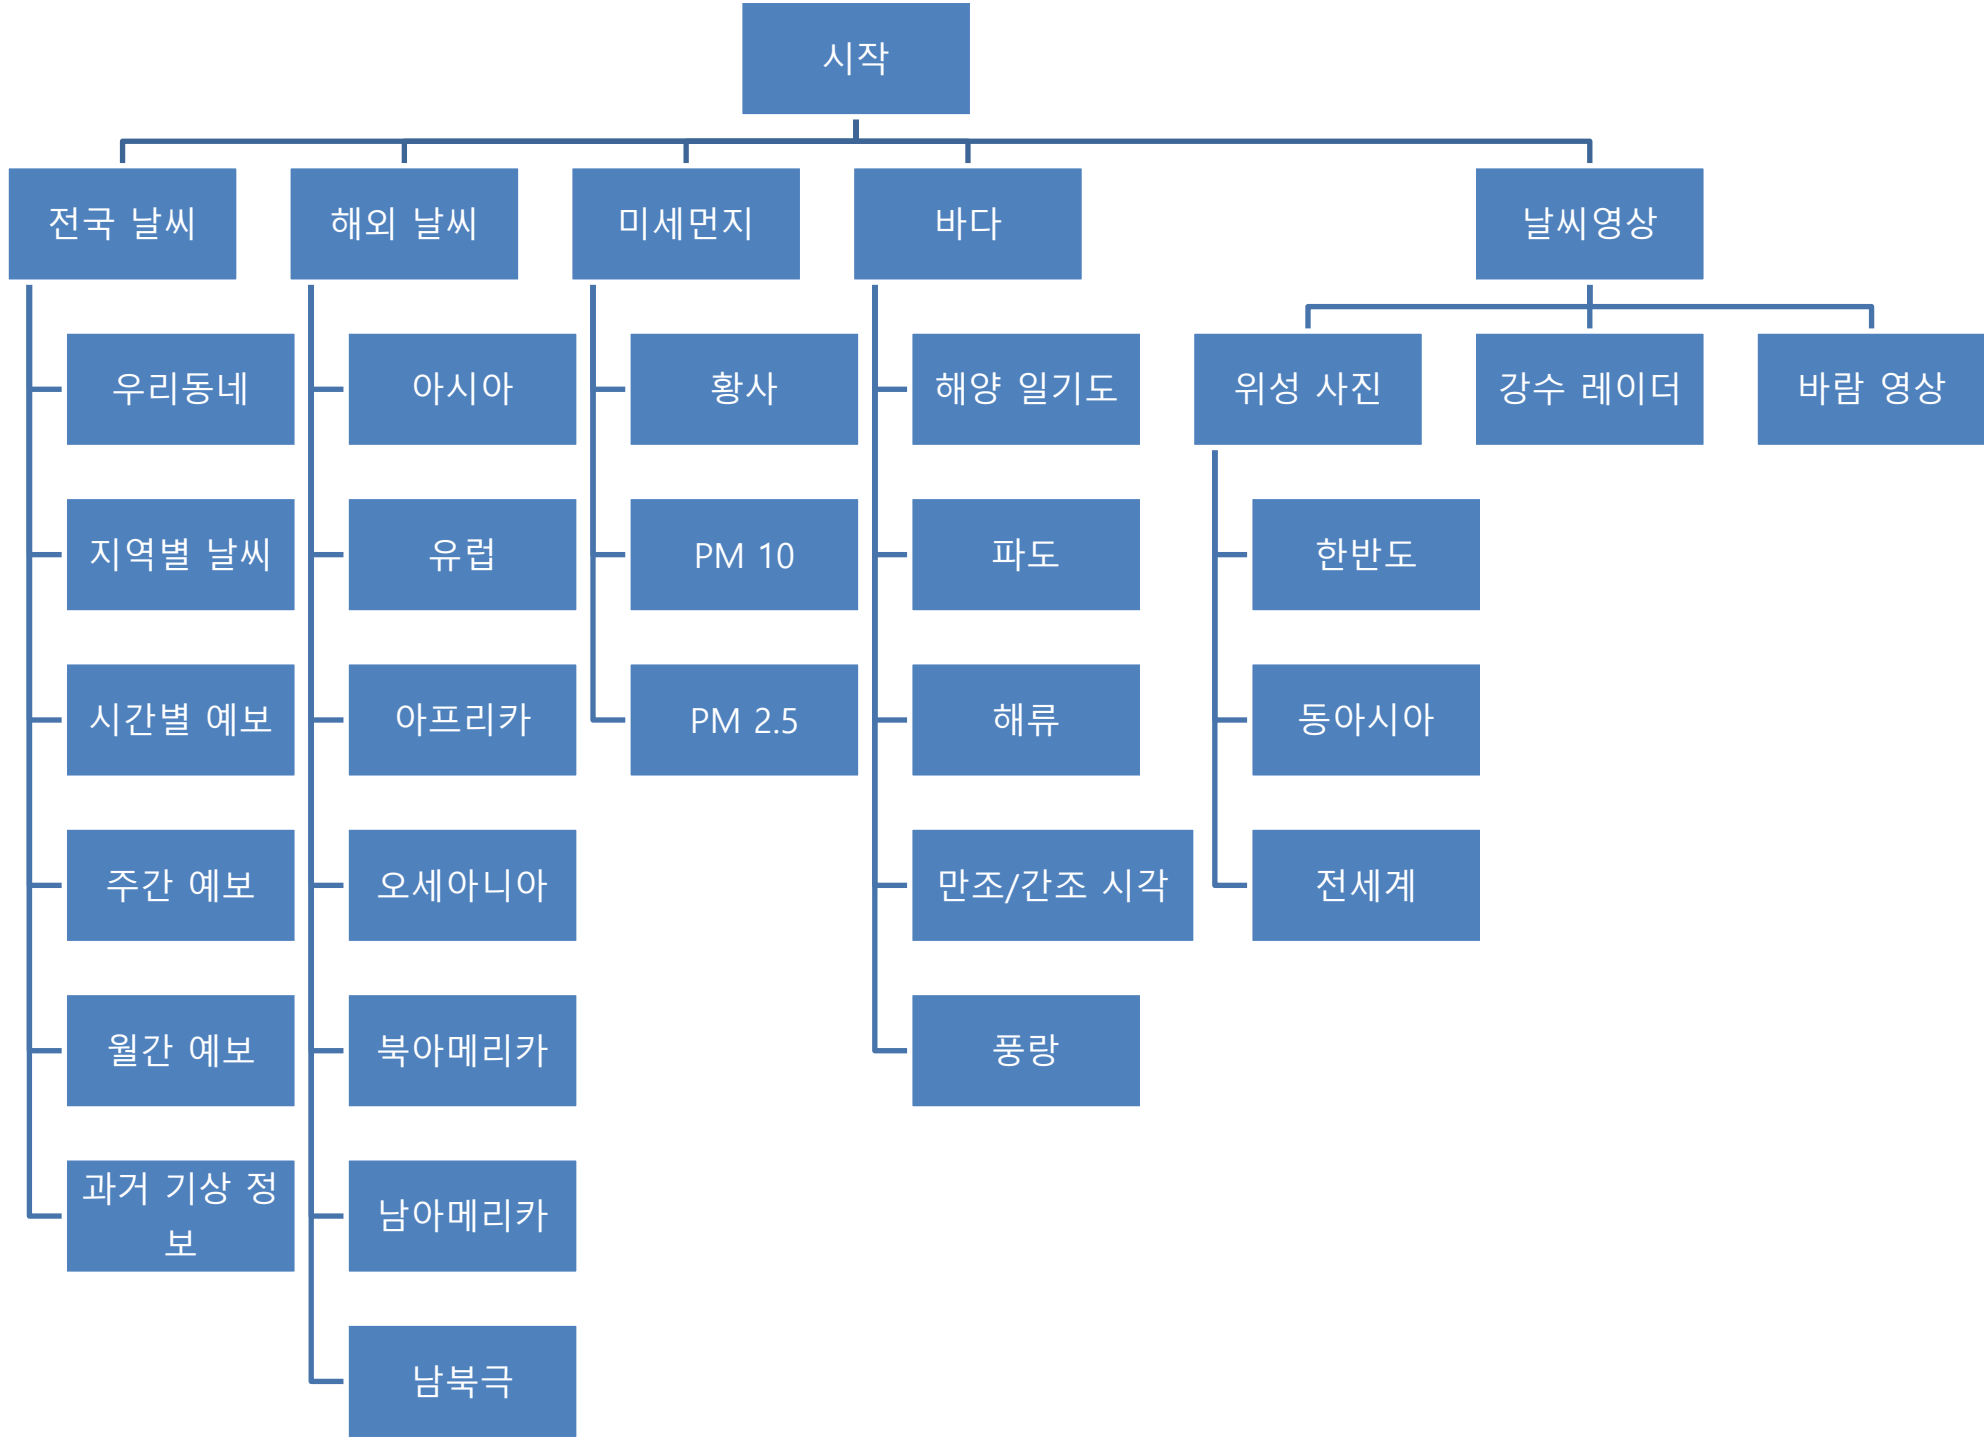 시작
전국 날씨
해외 날씨
미세먼지
바다
날씨영상
우리동네
아시아
황사
해양 일기도
위성 사진
강수 레이더
바람 영상
지역별 날씨
유럽
PM 10
파도
한반도
시간별 예보
아프리카
PM 2.5
해류
동아시아
주간 예보
오세아니아
만조/간조 시각
전세계
월간 예보
북아메리카
풍랑
과거 기상 정
보
남아메리카
남북극